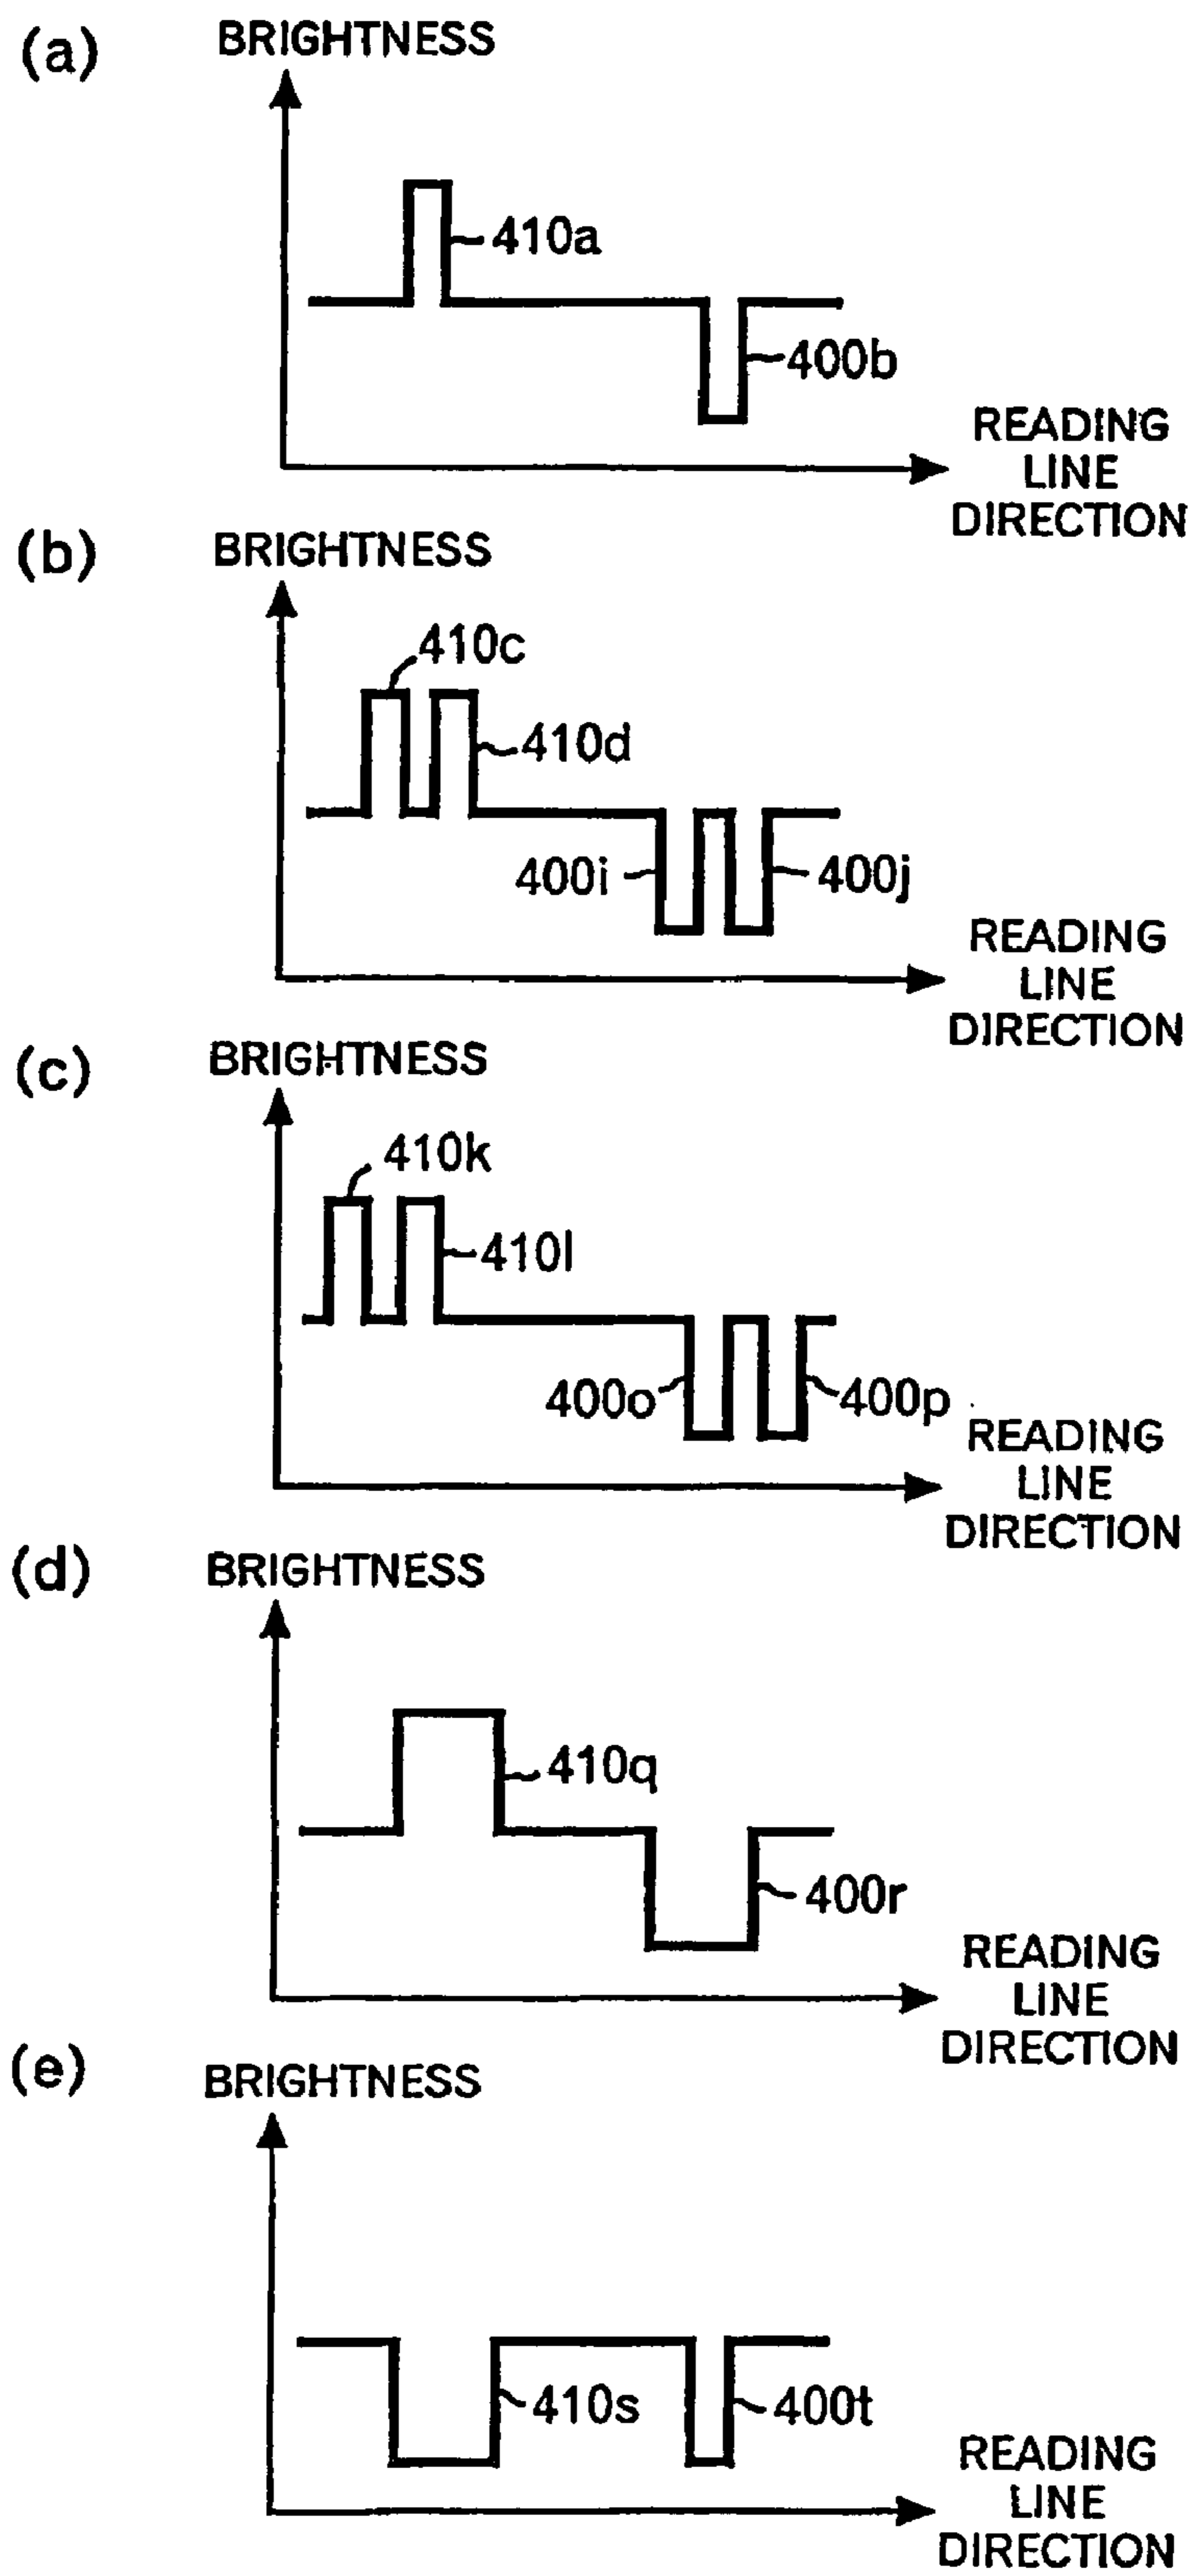 (a)
BRIGHTNESS
410a
400b
READING
LINE
DIRECTION
(b)
BRIGHTNESS
410c
410d
400i
400j
READING
LINE
DIRECTION
(c)
BRIGHTNESS
410k
410l
400o
400p
READING
LINE
DIRECTION
(d)
BRIGHTNESS
410q
400r
READING
LINE
DIRECTION
(e)
BRIGHTNESS
410s
400t
READING
LINE
DIRECTION